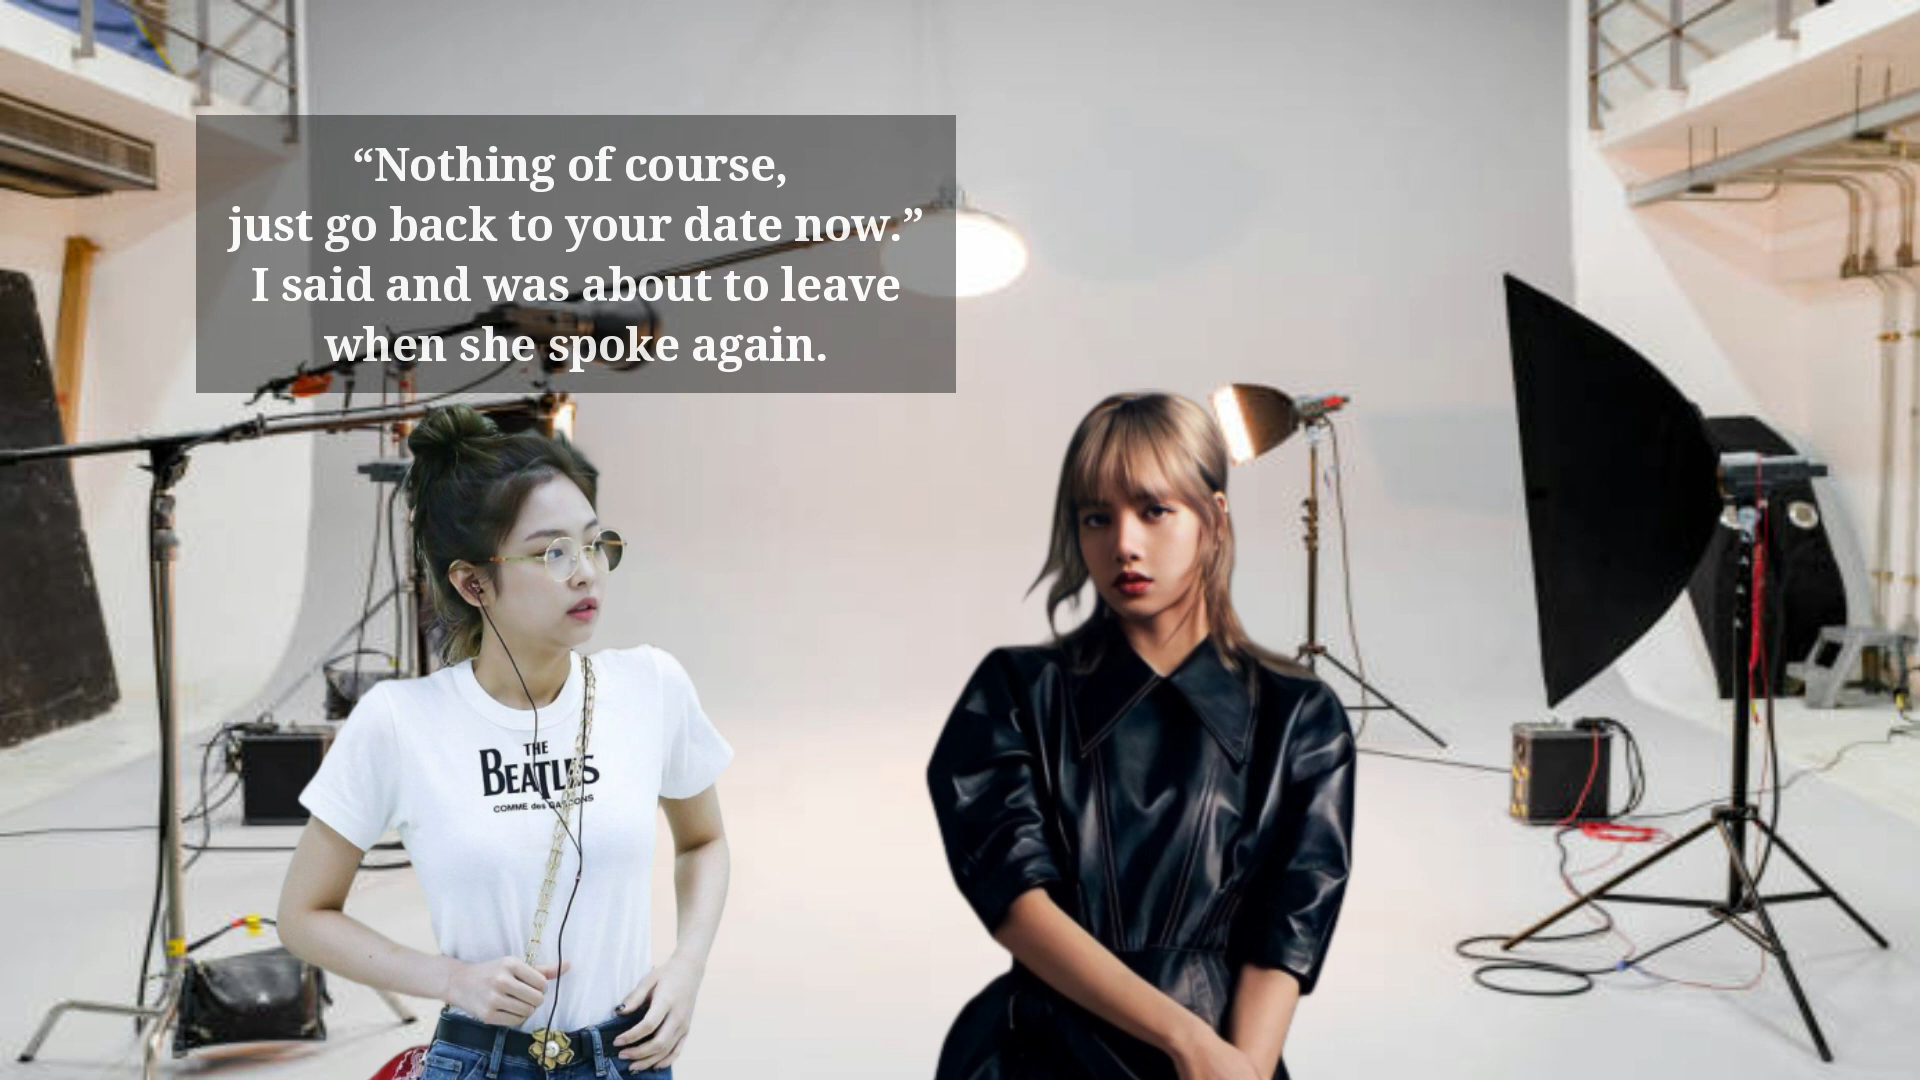 “Nothing of course,
just go back to your date now.”
I said and was about to leave
when she spoke again.
THE
BEATLES
COMME des GARCONS